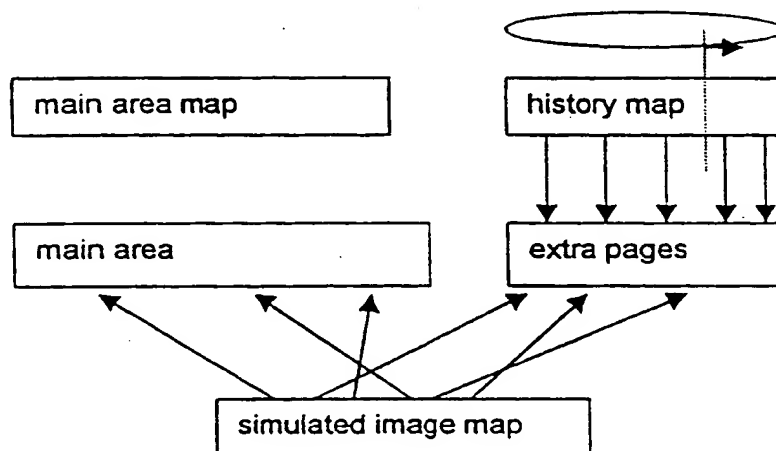 main area map
history map
main area
extra pages
simulated image map